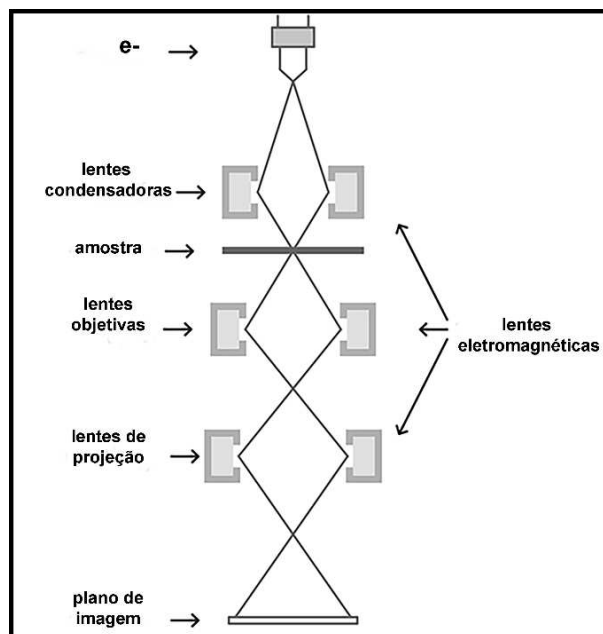 e-
lentes
condensadoras
amostra
lentes
objetivas
lentes
eletromagnéticas
lentes de
projeção
plano de
imagem